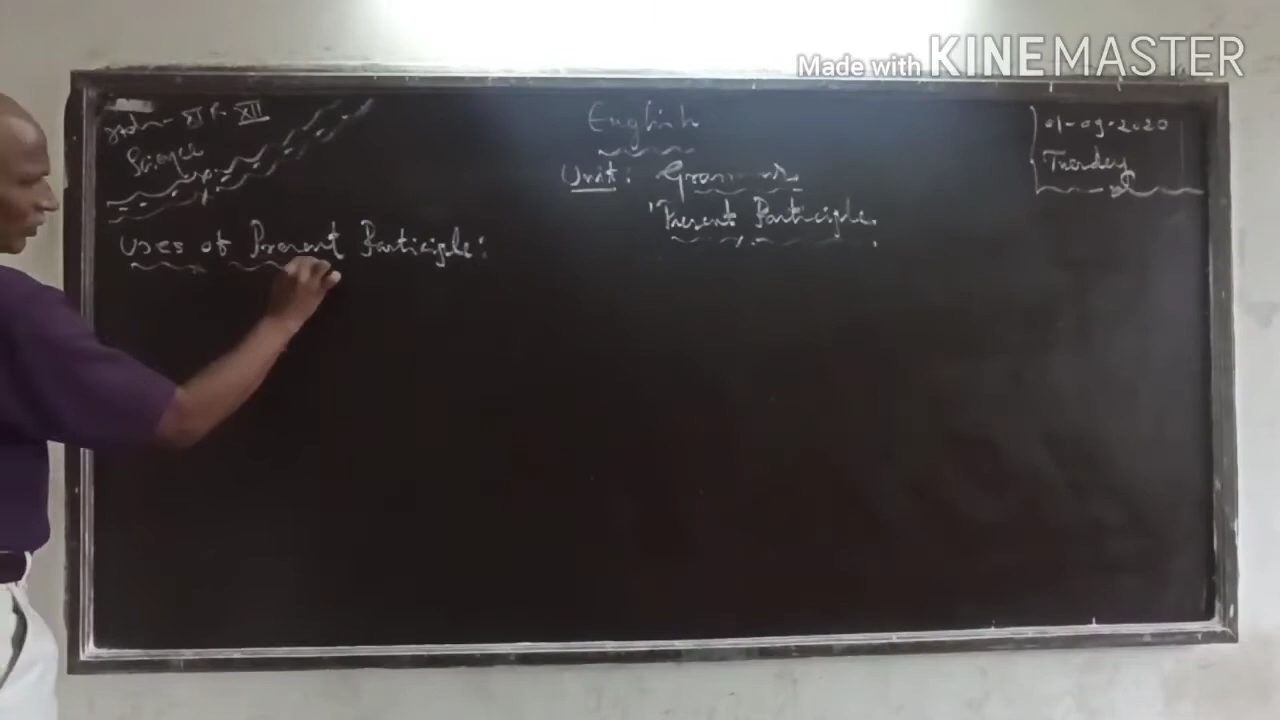 Made with KINEMASTER
Std:- XI & XII
Science
English
Unit: Grammar
01-09-2020
Tuesday
'Present Participle.
Uses of Present Participle: